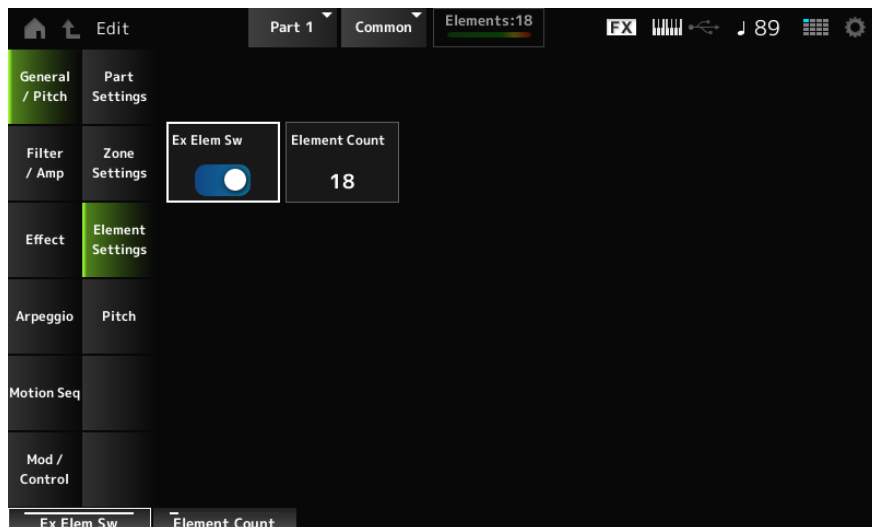 Edit
Part 1
Common
Elements:18
FX
89
General
/ Pitch
Part
Settings
Filter
/ Amp
Zone
Settings
Ex Elem Sw
Element Count
18
Effect
Element
Settings
Arpeggio
Pitch
Motion Seq
Mod /
Control
Ex Elem Sw
Element Count